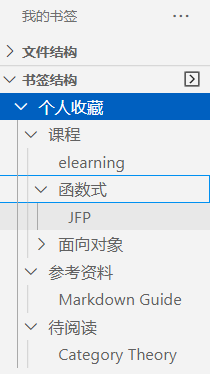 我的书签
文件结构
书签结构
个人收藏
课程
elearning
函数式
JFP
面向对象
参考资料
Markdown Guide
待阅读
Category Theory